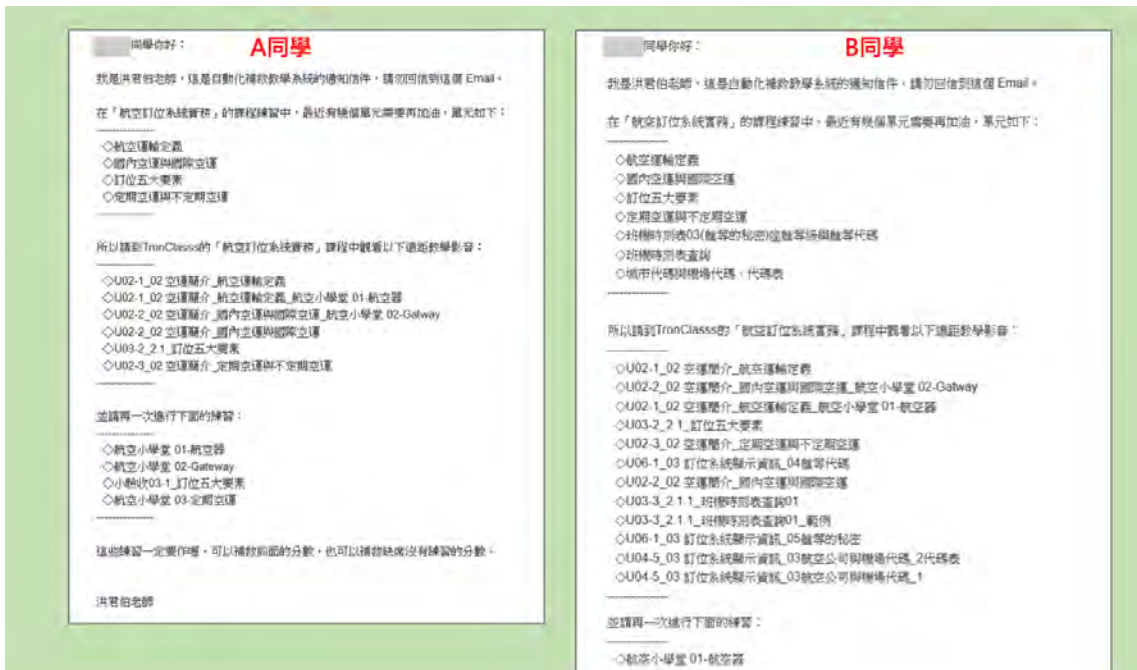 A同學
同學你好：
我是洪君伯老師，這是自動化補救教學系統的通知信件，請勿回信到這個 Email。
在「航空訂位系統實務」的課程練習中，最近有幾個單元需要再加油，單元如下：
---------------
◇航空運輸定義
◇國內空運與國際空運
◇訂位五大要素
◇定期空運與不定期空運
---------------
所以請到TronClasss的「航空訂位系統實務」課程中觀看以下遠距教學影音：
---------------
◇U02-1_02 空運簡介_航空運輸定義
◇U02-1_02 空運簡介_航空運輸定義_航空小學堂 01-航空器
◇U02-2_02 空運簡介_國內空運與國際空運_航空小學堂 02-Gatway
◇U02-2_02 空運簡介_國內空運與國際空運
◇U03-2_2.1_訂位五大要素
◇U02-3_02 空運簡介_定期空運與不定期空運
---------------
並請再一次進行下面的練習：
---------------
◇航空小學堂 01-航空器
◇航空小學堂 02-Gateway
◇小驗收03-1_訂位五大要素
◇航空小學堂 03-定期空運
---------------
這些練習一定要作喔，可以補救前面的分數，也可以補救缺席沒有練習的分數。
洪君伯老師
B同學
同學你好：
我是洪君伯老師，這是自動化補救教學系統的通知信件，請勿回信到這個 Email。
在「航空訂位系統實務」的課程練習中，最近有幾個單元需要再加油，單元如下：
---------------
◇航空運輸定義
◇國內空運與國際空運
◇訂位五大要素
◇定期空運與不定期空運
◇班機時刻表03(艙等的秘密)座艙等級與艙等代碼
◇班機時刻表查詢
◇城市代碼與機場代碼、代碼表
---------------
所以請到TronClasss的「航空訂位系統實務」課程中觀看以下遠距教學影音：
---------------
◇U02-1_02 空運簡介_航空運輸定義
◇U02-2_02 空運簡介_國內空運與國際空運_航空小學堂 02-Gatway
◇U02-1_02 空運簡介_航空運輸定義_航空小學堂 01-航空器
◇U03-2_2.1_訂位五大要素
◇U02-3_02 空運簡介_定期空運與不定期空運
◇U06-1_03 訂位系統顯示資訊_04艙等代碼
◇U02-2_02 空運簡介_國內空運與國際空運
◇U03-3_2.1.1_班機時刻表查詢01
◇U03-3_2.1.1_班機時刻表查詢01_範例
◇U06-1_03 訂位系統顯示資訊_05艙等的秘密
◇U04-5_03 訂位系統顯示資訊_03航空公司與機場代碼_2代碼表
◇U04-5_03 訂位系統顯示資訊_03航空公司與機場代碼_1
---------------
並請再一次進行下面的練習：
---------------
◇航空小學堂 01-航空器